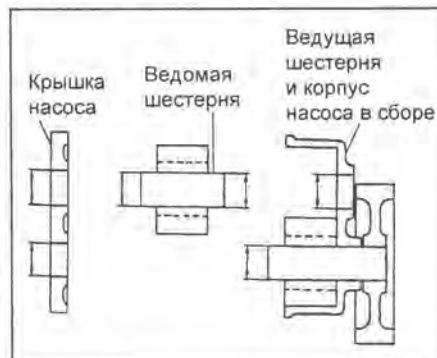 Крышка
насоса
Ведомая
шестерня
Ведущая
шестерня
и корпус
насоса в сборе